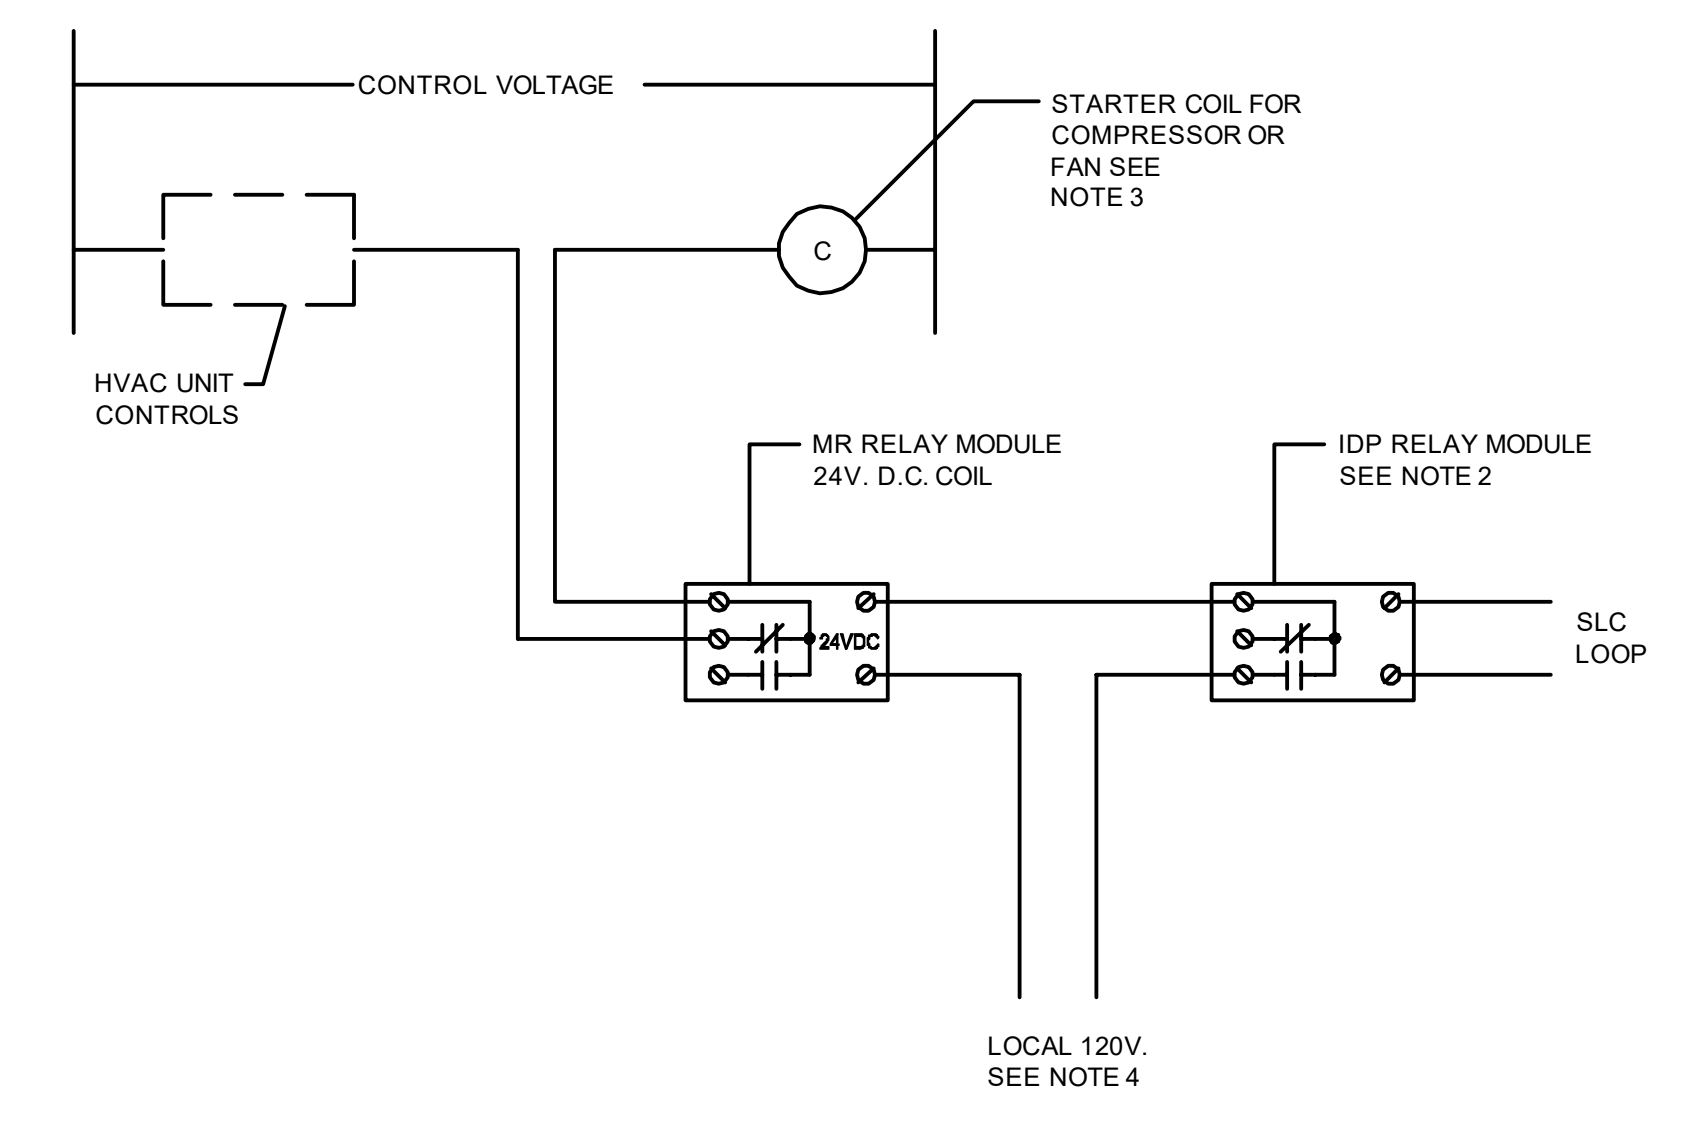 CONTROL VOLTAGE
STARTER COIL FOR
COMPRESSOR OR
FAN SEE
NOTE 3
C
HVAC UNIT
CONTROLS
MR RELAY MODULE
24V. D.C. COIL
IDP RELAY MODULE
SEE NOTE 2
24VDC
SLC
LOOP
LOCAL 120V.
SEE NOTE 4